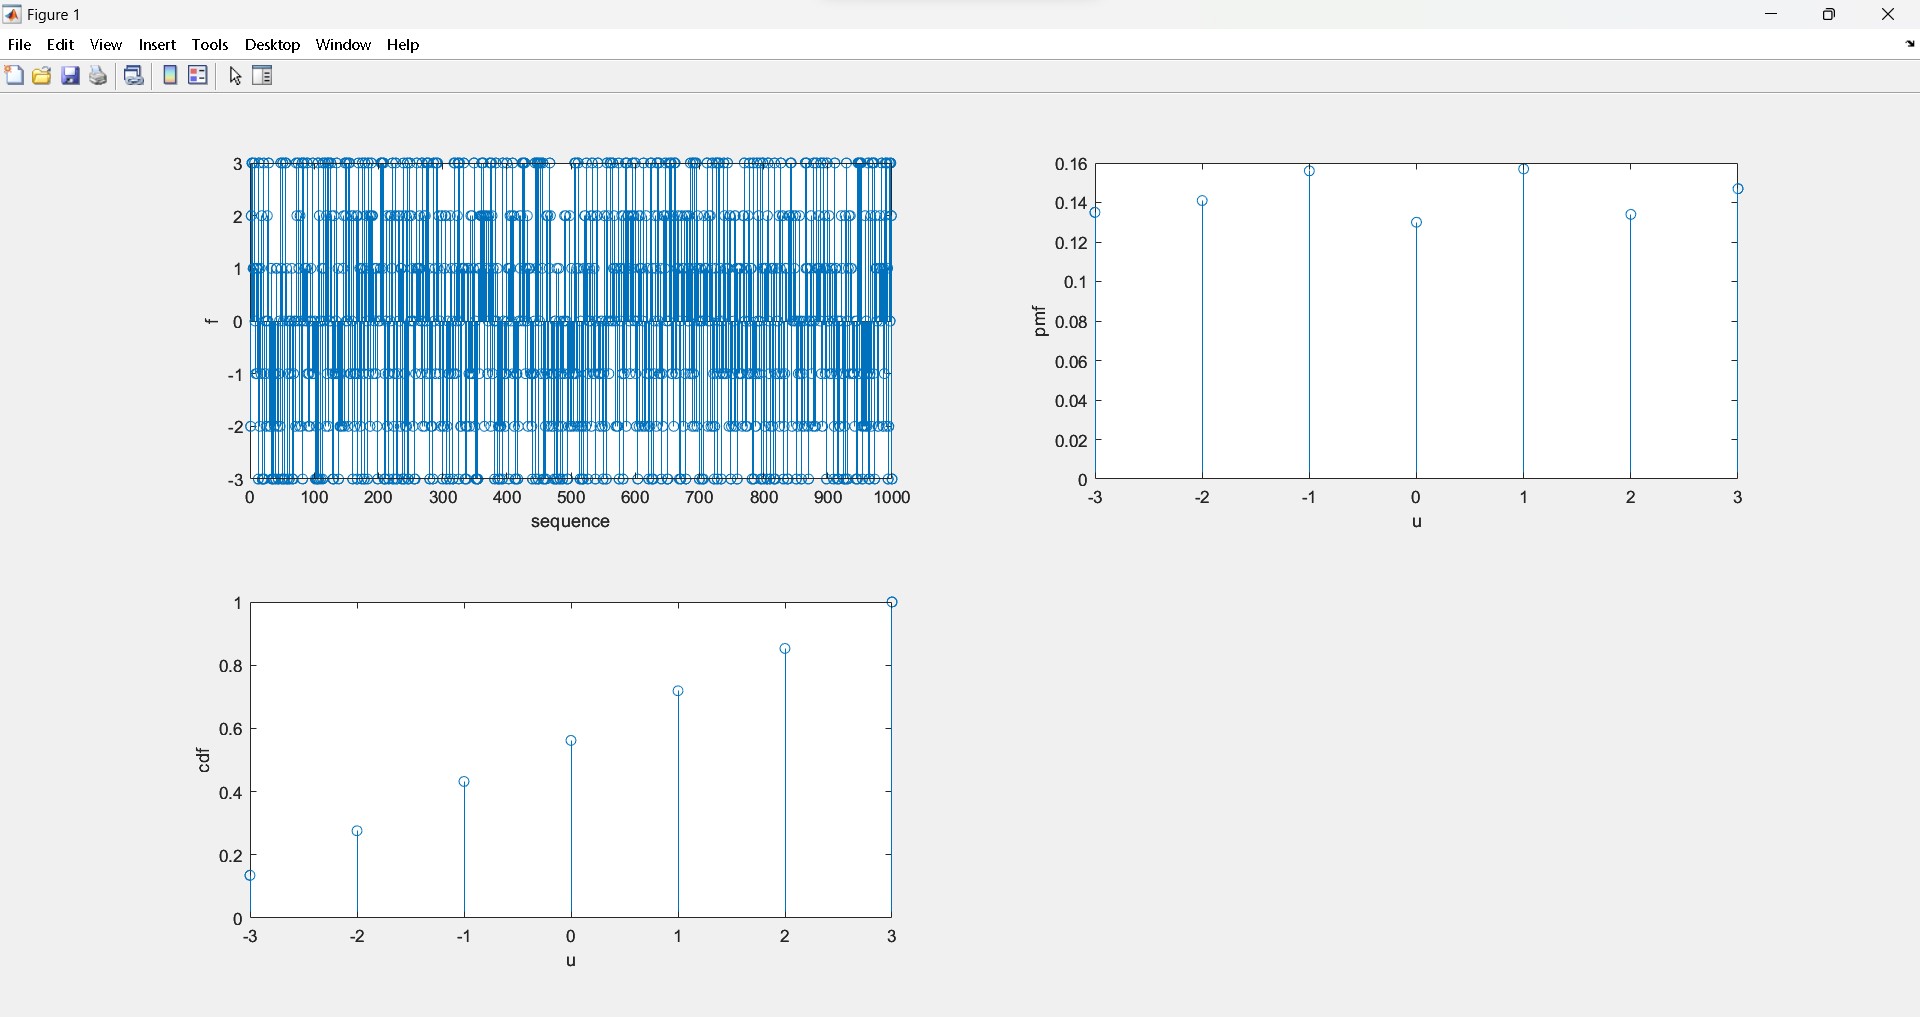 Figure 1
File Edit View Insert Tools Desktop Window Help
3
2
1
0
-1
-2
-3
f
0 100 200 300 400 500 600 700 800 900 1000
sequence
0.16
0.14
0.12
0.1
0.08
0.06
0.04
0.02
0
pmf
-3 -2 -1 0 1 2 3
u
1
0.8
0.6
0.4
0.2
0
cdf
-3 -2 -1 0 1 2 3
u